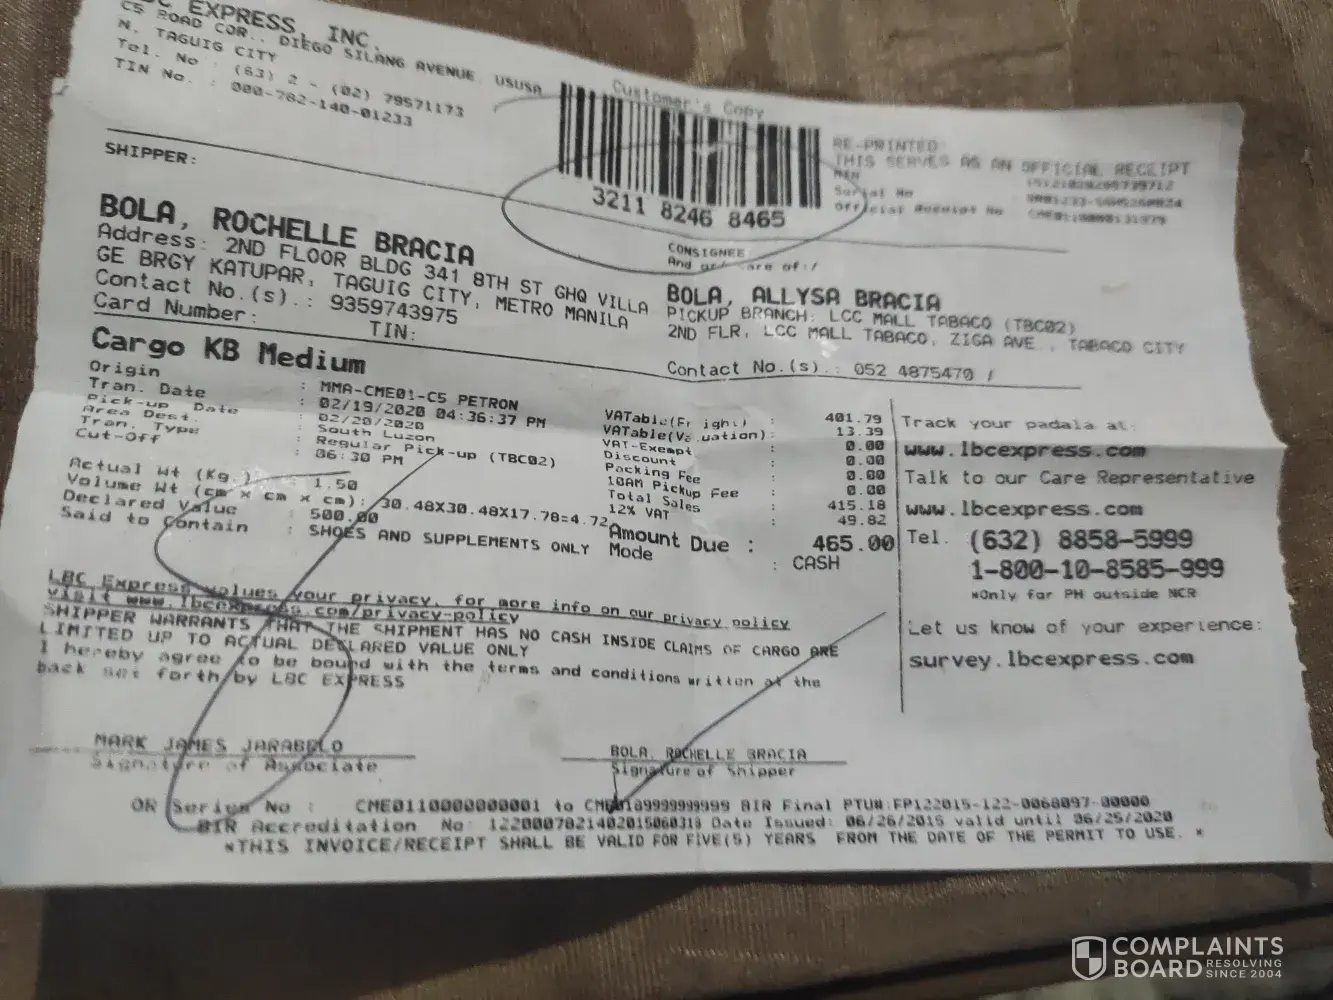 BC EXPRESS, INC.
C5 ROAD COR., DIEGO SILANG AVENUE, USUSA
N, TAGUIG CITY
Tel. No : (63) 2 - (02) 79571173
TIN No. : 000-762-140-01233
Customer's Copy
3211 8246 8465
RE-PRINTED
THIS SERVES AS AN OFFICIAL RECEIPT
MIN
Serial No
Official Receipt No
SHIPPER:
BOLA, ROCHELLE BRACIA
Address: 2ND FLOOR BLDG 341 8TH ST GHQ VILLA
GE BRGY KATUPAR, TAGUIG CITY, METRO MANILA
Contact No.(s).: 9359743975
Card Number: TIN:
CONSIGNEE
And or care of:/
BOLA, ALLYSA BRACIA
PICKUP BRANCH: LCC MALL TABACO (TBC02)
2ND FLR, LCC MALL TABACO, ZIGA AVE., TABACO CITY
Contact No.(s).: 052 4875470 /
Cargo KB Medium
Origin : MMA-CME01-C5 PETRON
Tran. Date : 02/19/2020 04:36:37 PM
Pick-up Date : 02/20/2020
Area Dest. : South Luzon
Tran. Type : Regular Pick-up (TBC02)
Cut-Off : 06:30 PM
Actual Wt (Kg.) : 1.50
Volume Wt (cm x cm x cm): 30.48X30.48X17.78=4.72
Declared Value : 500.00
Said to Contain : SHOES AND SUPPLEMENTS ONLY
VATable(Freight) : 401.79
VATable(Valuation): 13.39
VAT-Exempt : 0.00
Discount : 0.00
Packing Fee : 0.00
10AM Pickup Fee : 0.00
Total Sales : 415.18
12% VAT : 49.82
Amount Due : 465.00
Mode : CASH
Track your padala at:
www.lbcexpress.com
Talk to our Care Representative
www.lbcexpress.com
Tel. (632) 8858-5999
1-800-10-8585-999
*Only for PH outside NCR
Let us know of your experience:
survey.lbcexpress.com
LBC Express values your privacy, for more info on our privacy policy
visit www.lbcexpress.com/privacy-policy
SHIPPER WARRANTS THAT THE SHIPMENT HAS NO CASH INSIDE CLAIMS OF CARGO ARE
LIMITED UP TO ACTUAL DECLARED VALUE ONLY
I hereby agree to be bound with the terms and conditions written at the
back set forth by LBC EXPRESS
MARK JAMES JARABELO
Signature of Associate
BOLA, ROCHELLE BRACIA
Signature of Shipper
OR Series No : CME0110000000001 to CME0189999999999 BIR Final PTU#:FP122015-122-0068097-00000
BIR Accreditation No: 1220007821402015060318 Date Issued: 06/26/2015 valid until 06/25/2020
*THIS INVOICE/RECEIPT SHALL BE VALID FOR FIVE(5) YEARS FROM THE DATE OF THE PERMIT TO USE. *
COMPLAINTS
BOARD RESOLVING
SINCE 2004